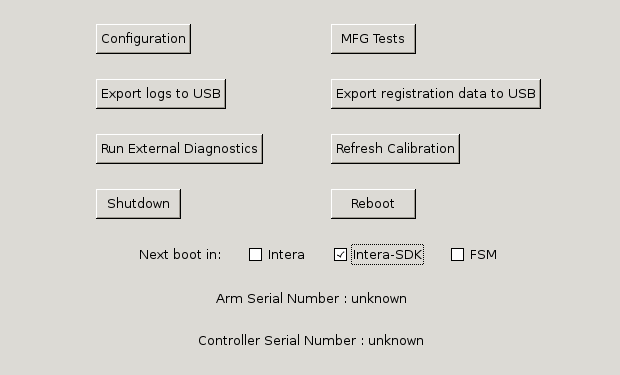 Configuration
MFG Tests
Export logs to USB
Export registration data to USB
Run External Diagnostics
Refresh Calibration
Shutdown
Reboot
Next boot in: Intera Intera-SDK FSM
Arm Serial Number : unknown
Controller Serial Number : unknown